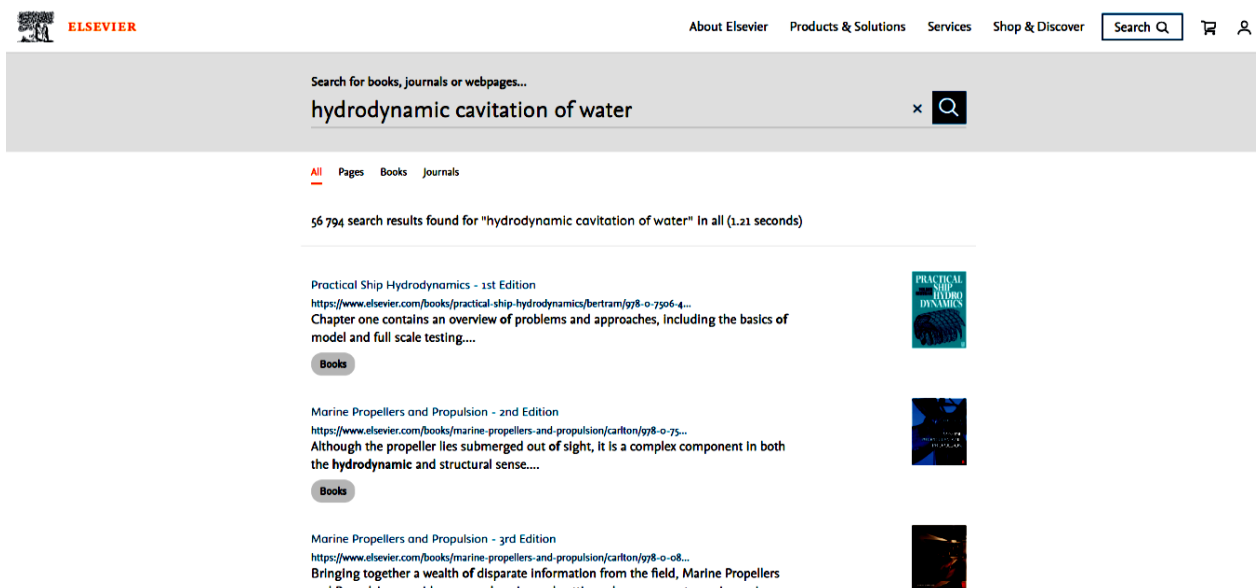 ELSEVIER
About Elsevier Products & Solutions Services Shop & Discover Search
Search for books, journals or webpages...
hydrodynamic cavitation of water
All Pages Books Journals
56 794 search results found for "hydrodynamic cavitation of water" in all (1.21 seconds)
Practical Ship Hydrodynamics - 1st Edition
https://www.elsevier.com/books/practical-ship-hydrodynamics/bertram/978-0-7506-4...
Chapter one contains an overview of problems and approaches, including the basics of
model and full scale testing....
Books
PRACTICAL
SHIP
HYDRO
DYNAMICS
Marine Propellers and Propulsion - 2nd Edition
https://www.elsevier.com/books/marine-propellers-and-propulsion/carlton/978-0-75...
Although the propeller lies submerged out of sight, it is a complex component in both
the hydrodynamic and structural sense....
Books
Marine Propellers and Propulsion - 3rd Edition
https://www.elsevier.com/books/marine-propellers-and-propulsion/carlton/978-0-08...
Bringing together a wealth of disparate information from the field, Marine Propellers